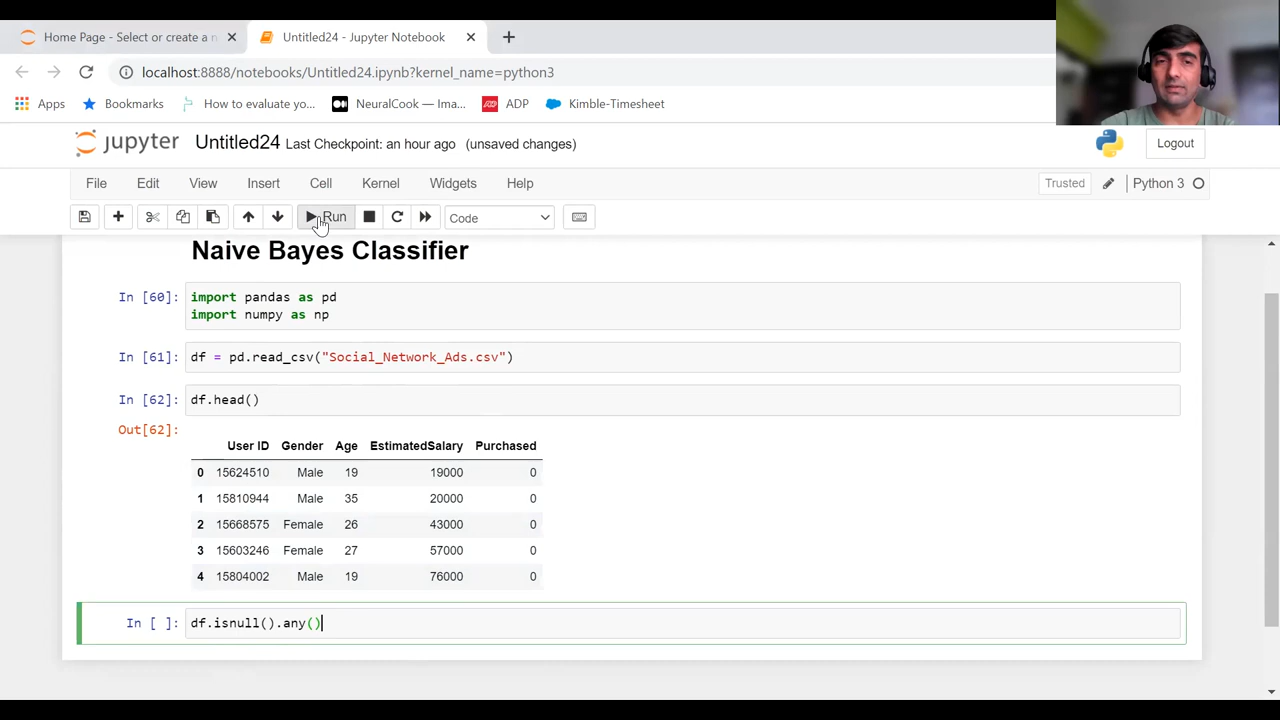 Home Page - Select or create a n
Untitled24 - Jupyter Notebook
localhost:8888/notebooks/Untitled24.ipynb?kernel_name=python3
Apps Bookmarks How to evaluate yo... NeuralCook — Ima... ADP Kimble-Timesheet
jupyter Untitled24 Last Checkpoint: an hour ago (unsaved changes) Logout
File Edit View Insert Cell Kernel Widgets Help Trusted Python 3
Run Code
Naive Bayes Classifier
In [60]: import pandas as pd
import numpy as np
In [61]: df = pd.read_csv("Social_Network_Ads.csv")
In [62]: df.head()
Out[62]:
User ID Gender Age EstimatedSalary Purchased
0 15624510 Male 19 19000 0
1 15810944 Male 35 20000 0
2 15668575 Female 26 43000 0
3 15603246 Female 27 57000 0
4 15804002 Male 19 76000 0
In [ ]: df.isnull().any()